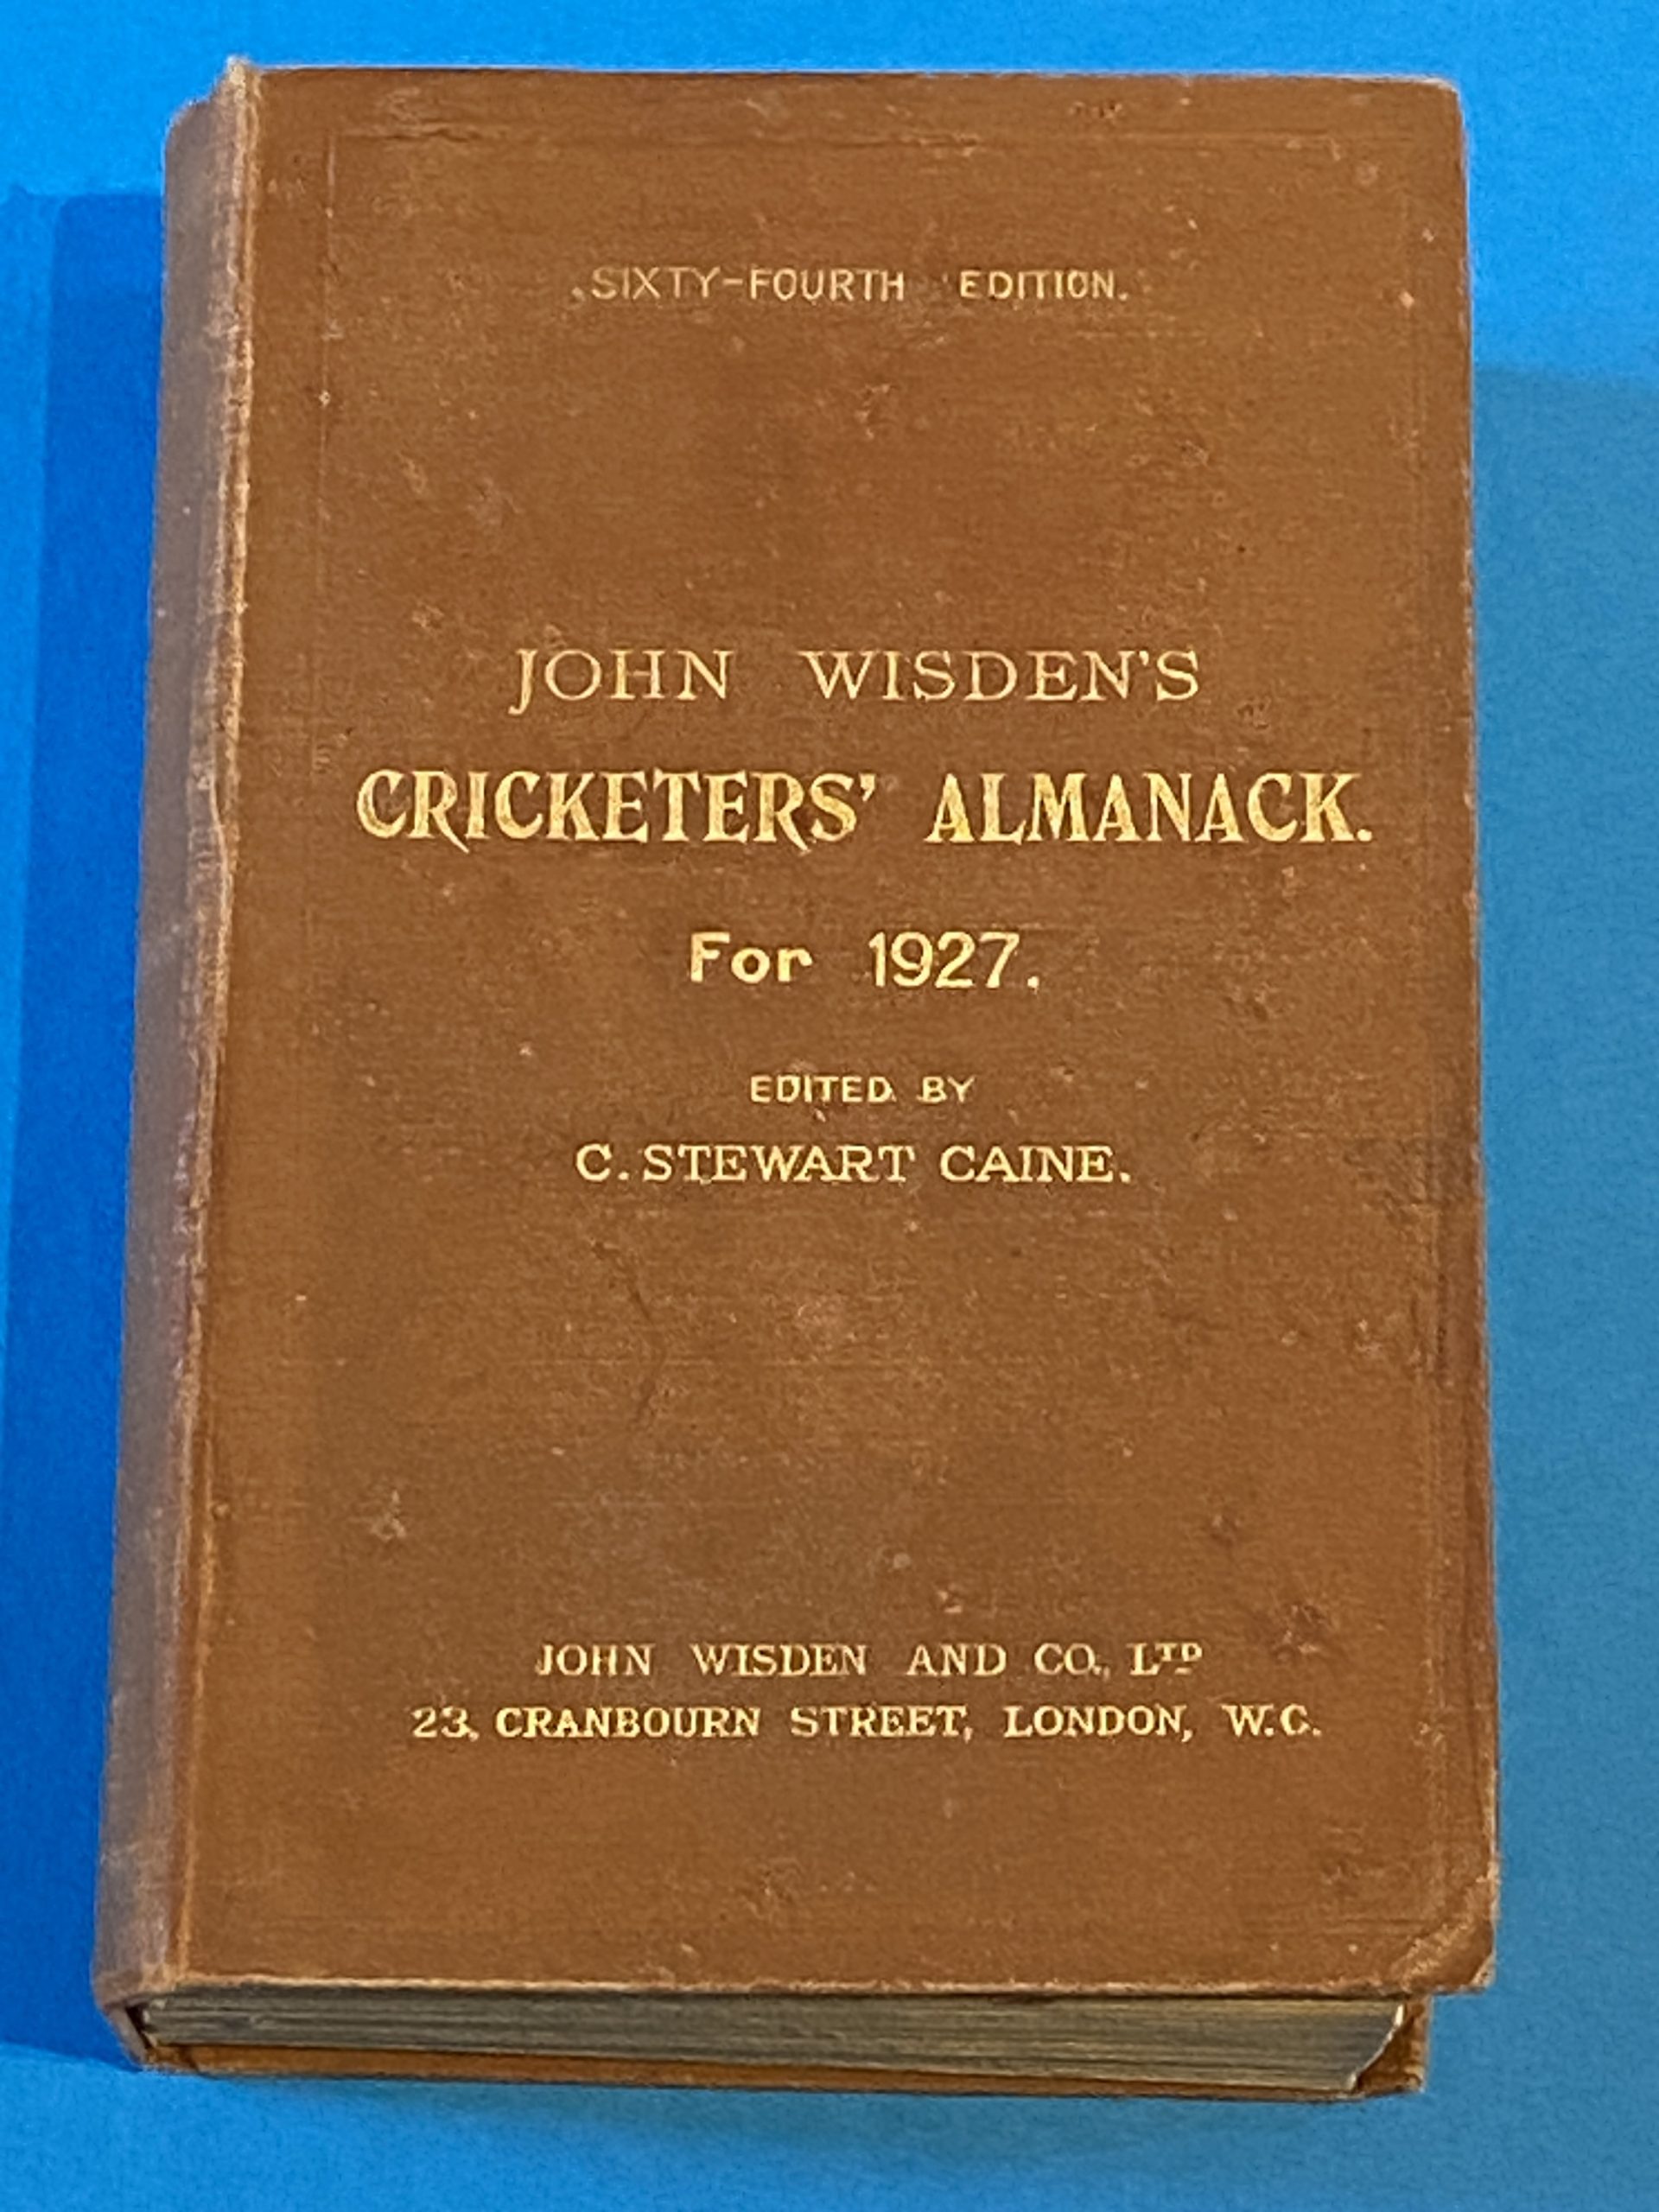 SIXTY-FOURTH EDITION.
JOHN WISDEN'S
CRICKETERS' ALMANACK.
For 1927.
EDITED BY
C. STEWART CAINE.
JOHN WISDEN AND CO., LTD
23, CRANBOURN STREET, LONDON, W.C.